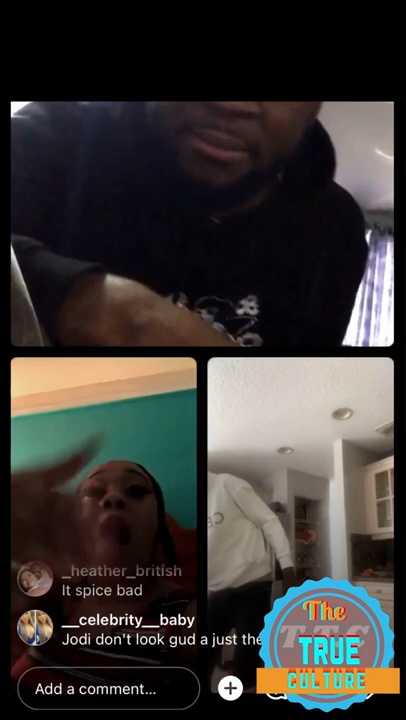 _heather_british
It spice bad
__celebrity__baby
Jodi don't look gud a just the
Add a comment...
The
TRUE
CULTURE